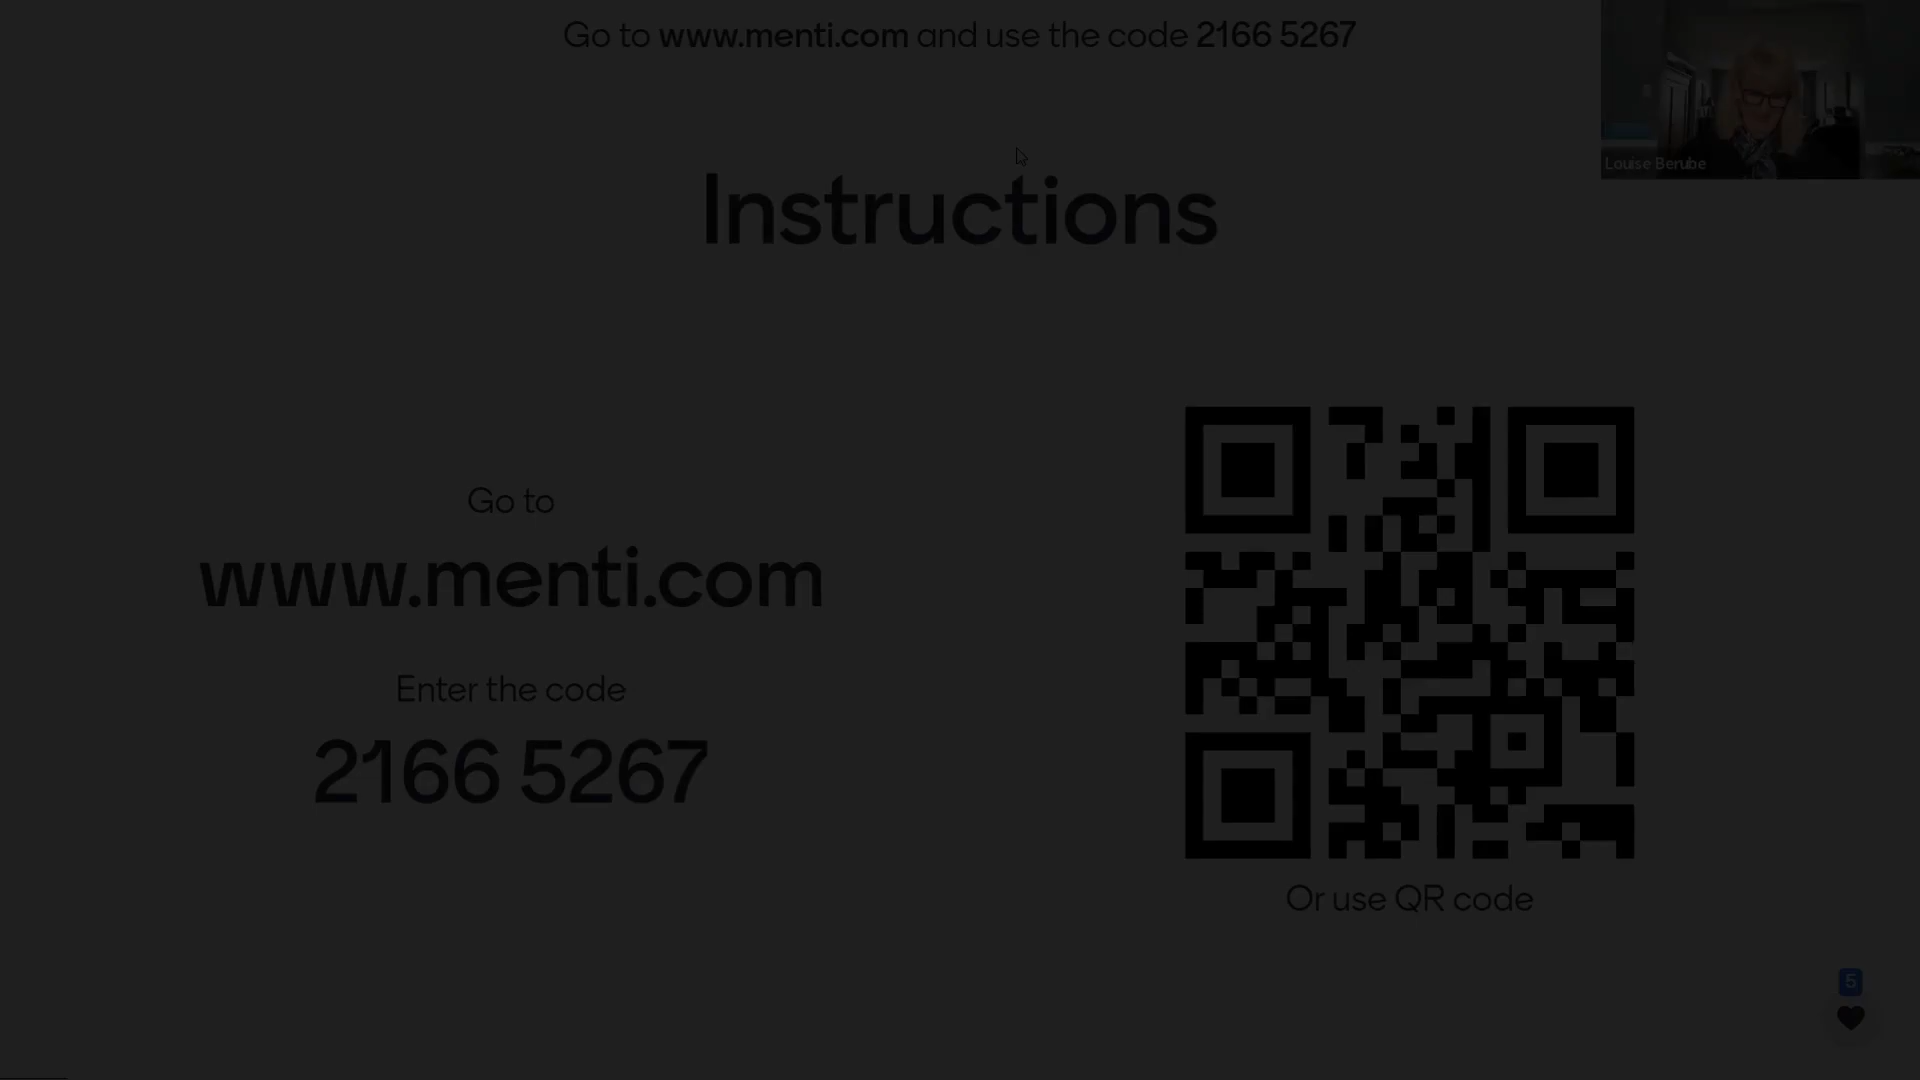 Go to www.menti.com and use the code 2166 5267
Louise Berube
Instructions
Go to
www.menti.com
Enter the code
2166 5267
Or use QR code
5